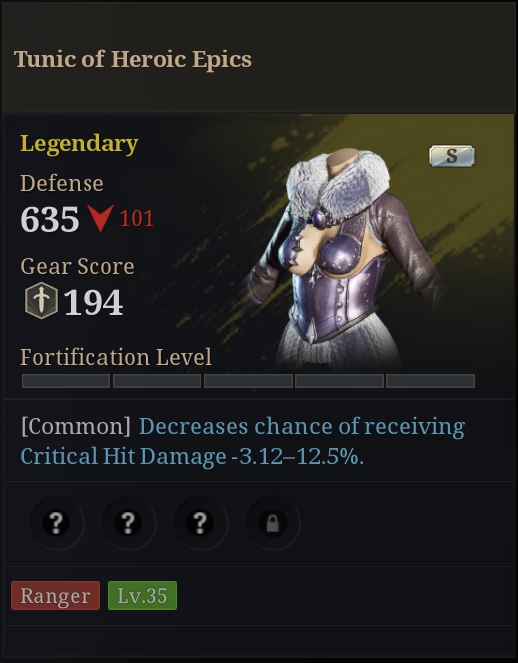 Tunic of Heroic Epics
Legendary
S
Defense
635 101
Gear Score
194
Fortification Level
[Common] Decreases chance of receiving
Critical Hit Damage -3.12–12.5%.
? ? ?
Ranger Lv.35